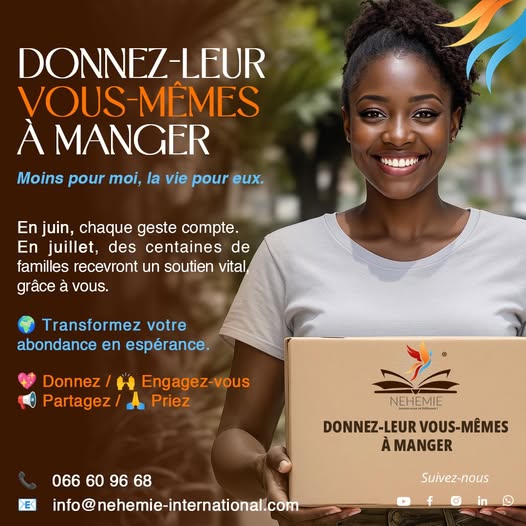 DONNEZ-LEUR
VOUS-MÊMES
À MANGER
Moins pour moi, la vie pour eux.
En juin, chaque geste compte.
En juillet, des centaines de
familles recevront un soutien vital,
grâce à vous.
🌍 Transformez votre
abondance en espérance.
💖 Donnez / 🙌 Engagez-vous
📢 Partagez / 🙏 Priez
📞 066 60 96 68
📧 info@nehemie-international.com
®
NEHEMIE
DONNEZ-LEUR VOUS-MÊMES
À MANGER
Suivez-nous